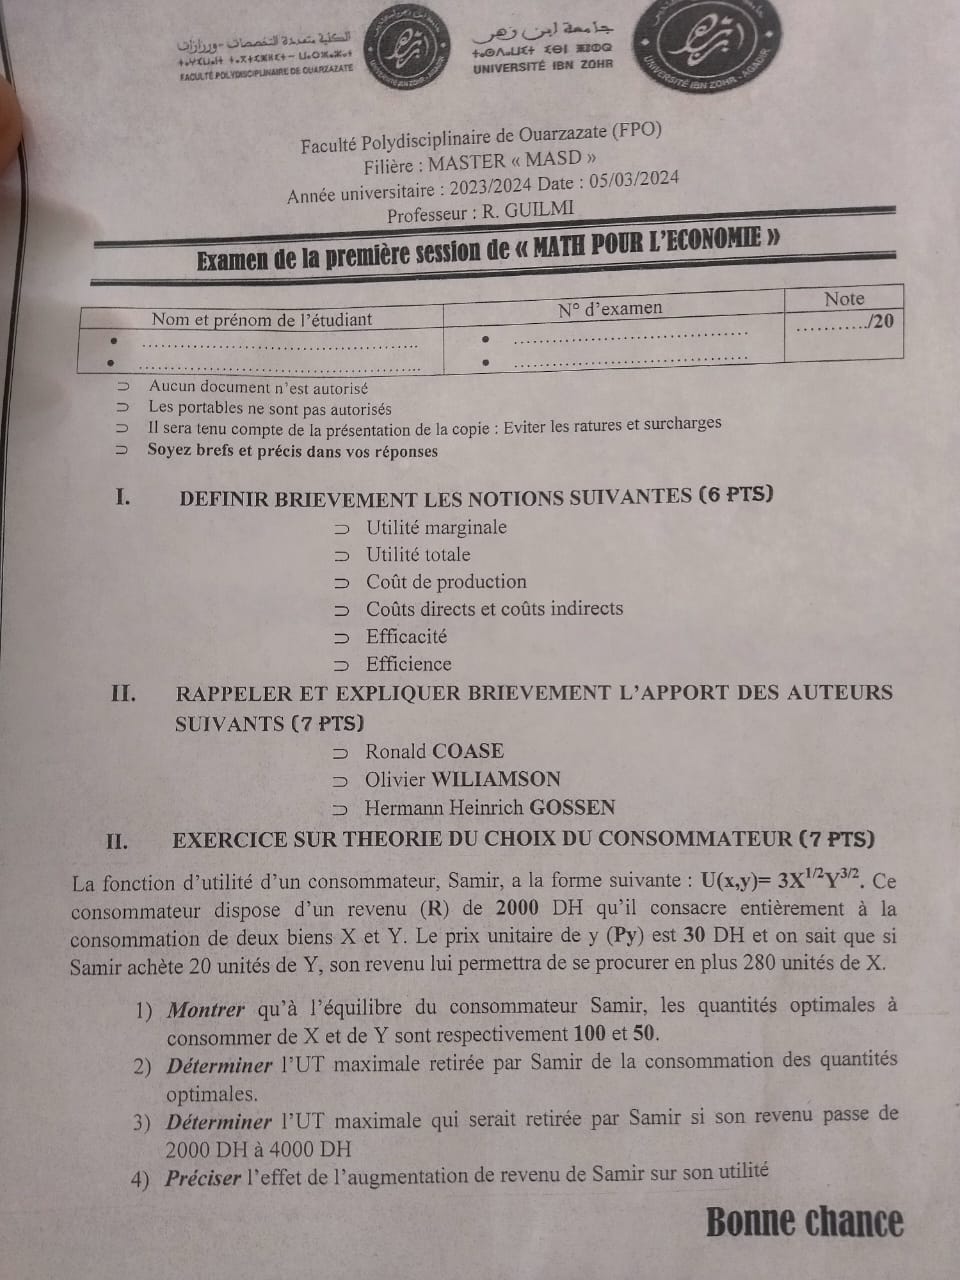 الكلية متعددة التخصصات - ورزازات
FACULTÉ POLYDISCIPLINAIRE DE OUARZAZATE
جامعة ابن زهر
ⵜⴰⵙⴷⴰⵡⵉⵜ ⵉⴱⵏ ⵣⵓⵀⵔ
UNIVERSITÉ IBN ZOHR
UNIVERSITÉ IBN ZOHR - AGADIR
Faculté Polydisciplinaire de Ouarzazate (FPO)
Filière : MASTER « MASD »
Année universitaire : 2023/2024 Date : 05/03/2024
Professeur : R. GUILMI
Examen de la première session de « MATH POUR L'ECONOMIE »
Nom et prénom de l'étudiant
N° d'examen
Note
........../20
⊃ Aucun document n'est autorisé
⊃ Les portables ne sont pas autorisés
⊃ Il sera tenu compte de la présentation de la copie : Eviter les ratures et surcharges
⊃ Soyez brefs et précis dans vos réponses
I. DEFINIR BRIEVEMENT LES NOTIONS SUIVANTES (6 PTS)
⊃ Utilité marginale
⊃ Utilité totale
⊃ Coût de production
⊃ Coûts directs et coûts indirects
⊃ Efficacité
⊃ Efficience
II. RAPPELER ET EXPLIQUER BRIEVEMENT L'APPORT DES AUTEURS
SUIVANTS (7 PTS)
⊃ Ronald COASE
⊃ Olivier WILIAMSON
⊃ Hermann Heinrich GOSSEN
II. EXERCICE SUR THEORIE DU CHOIX DU CONSOMMATEUR (7 PTS)
La fonction d'utilité d'un consommateur, Samir, a la forme suivante : U(x,y)= 3X^1/2Y^3/2. Ce
consommateur dispose d'un revenu (R) de 2000 DH qu'il consacre entièrement à la
consommation de deux biens X et Y. Le prix unitaire de y (Py) est 30 DH et on sait que si
Samir achète 20 unités de Y, son revenu lui permettra de se procurer en plus 280 unités de X.
1) Montrer qu'à l'équilibre du consommateur Samir, les quantités optimales à
consommer de X et de Y sont respectivement 100 et 50.
2) Déterminer l'UT maximale retirée par Samir de la consommation des quantités
optimales.
3) Déterminer l'UT maximale qui serait retirée par Samir si son revenu passe de
2000 DH à 4000 DH
4) Préciser l'effet de l'augmentation de revenu de Samir sur son utilité
Bonne chance